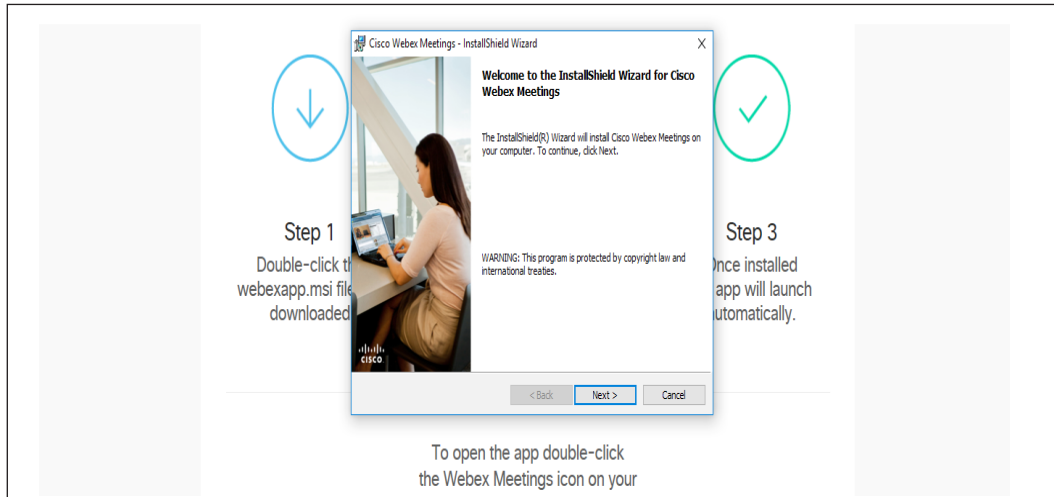 Cisco Webex Meetings - InstallShield Wizard
X
Welcome to the InstallShield Wizard for Cisco
Webex Meetings
The InstallShield(R) Wizard will install Cisco Webex Meetings on
your computer. To continue, click Next.
WARNING: This program is protected by copyright law and
international treaties.
CISCO
< Back
Next >
Cancel
Step 1
Double-click
webexapp.msi
downloaded
Step 3
installed
app will launch
To open the app double-click
the Webex Meetings icon on your